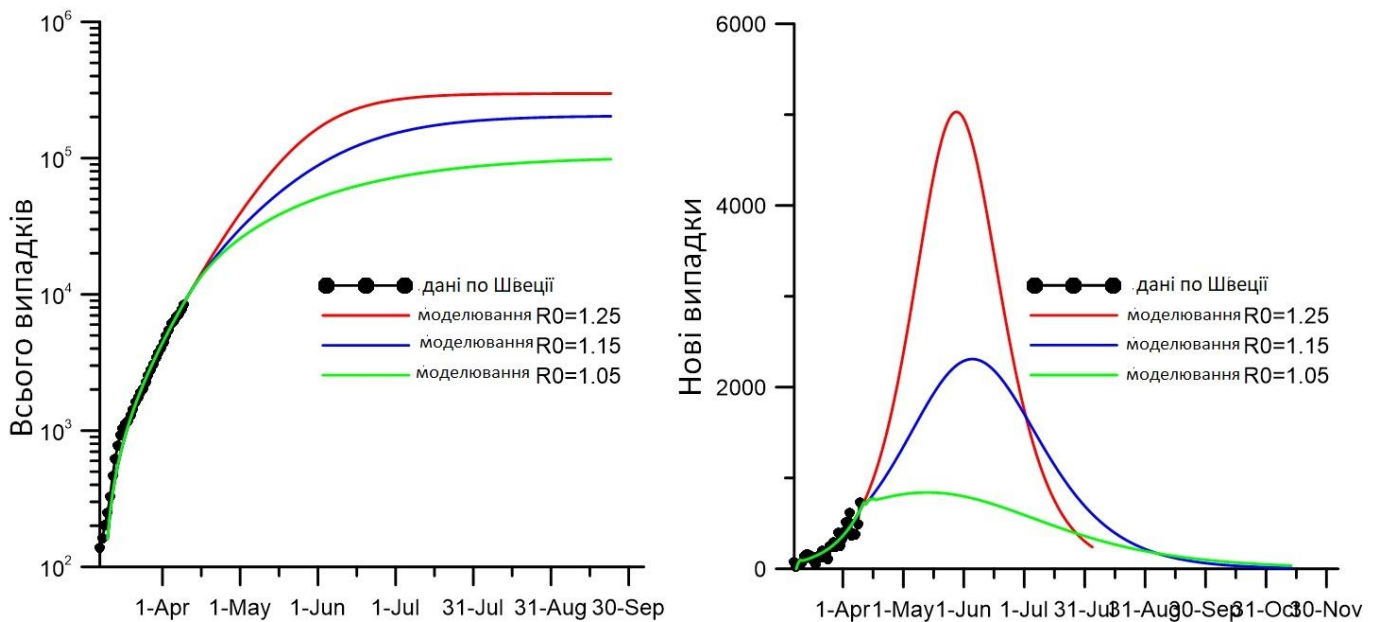 Всього випадків
10⁶
10⁵
10⁴
10³
10²
дані по Швеції
моделювання R0=1.25
моделювання R0=1.15
моделювання R0=1.05
1-Apr 1-May 1-Jun 1-Jul 31-Jul 31-Aug 30-Sep
Нові випадки
6000
4000
2000
0
дані по Швеції
моделювання R0=1.25
моделювання R0=1.15
моделювання R0=1.05
1-Apr 1-May 1-Jun 1-Jul 31-Jul 31-Aug 30-Sep 31-Oct 30-Nov